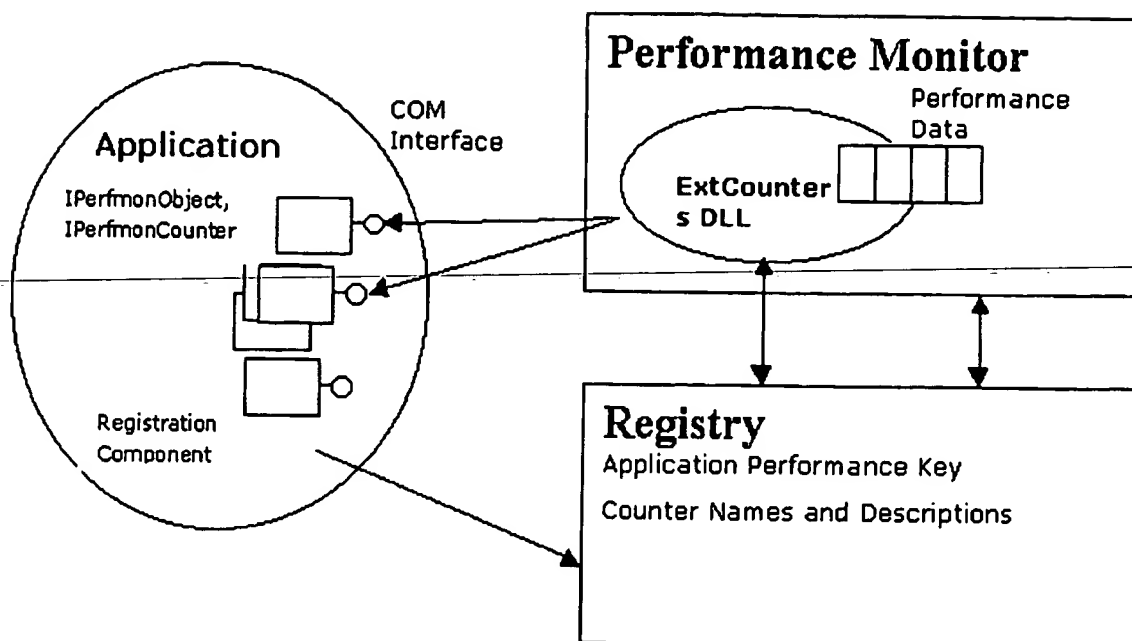 Performance Monitor
Performance
Data
COM
Interface
Application
IPerfmonObject,
IPerfmonCounter
ExtCounter
s DLL
Registration
Component
Registry
Application Performance Key
Counter Names and Descriptions